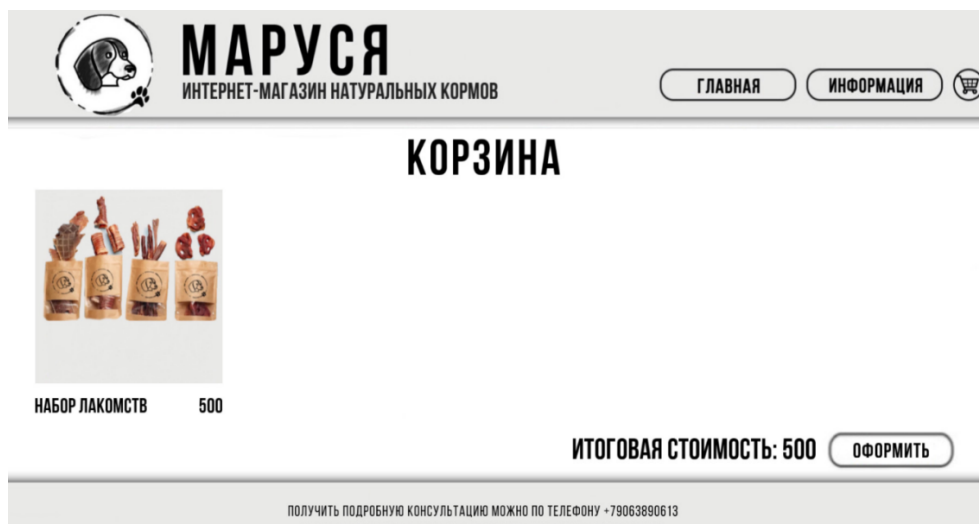 МАРУСЯ
ИНТЕРНЕТ-МАГАЗИН НАТУРАЛЬНЫХ КОРМОВ
ГЛАВНАЯ
ИНФОРМАЦИЯ
КОРЗИНА
НАБОР ЛАКОМСТВ 500
ИТОГОВАЯ СТОИМОСТЬ: 500
ОФОРМИТЬ
ПОЛУЧИТЬ ПОДРОБНУЮ КОНСУЛЬТАЦИЮ МОЖНО ПО ТЕЛЕФОНУ +79063890613